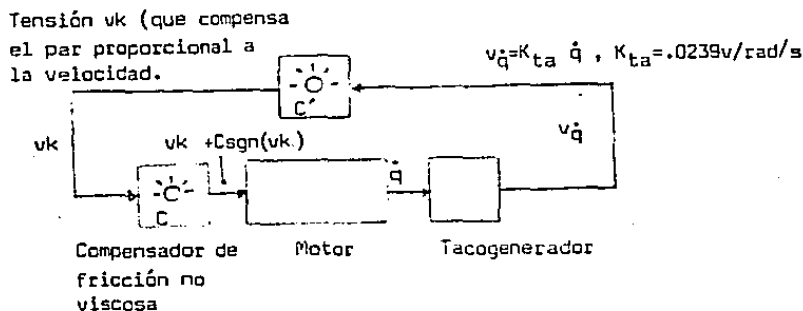 Tensión vk (que compensa
el par proporcional a
la velocidad.
vq̇=Kta q̇ , Kta=.0239v/rad/s
C'
vk
vk +Csgn(vk.)
q̇
vq̇
C
Compensador de
fricción no
viscosa
Motor
Tacogenerador